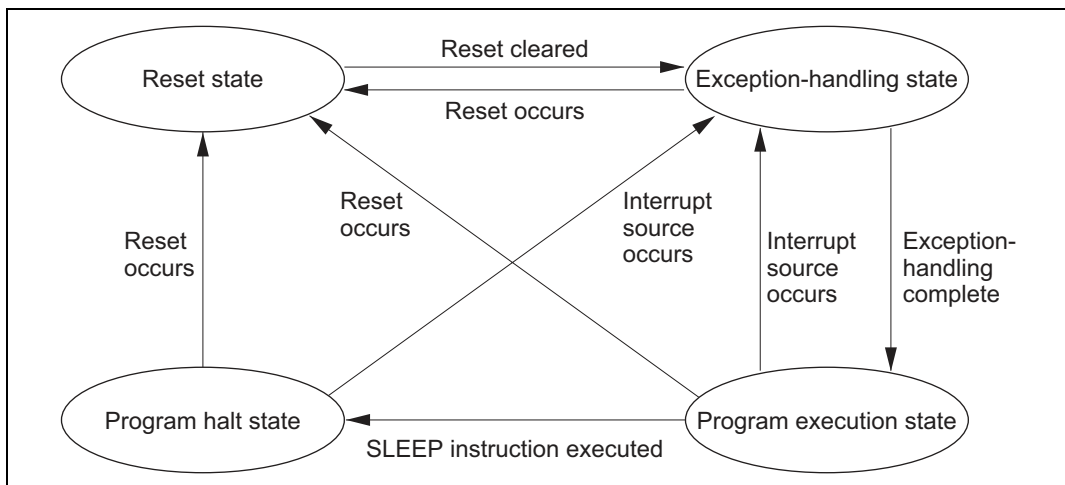 Reset cleared
Reset state
Exception-handling state
Reset occurs
Reset
occurs
Interrupt
source
occurs
Reset
occurs
Interrupt
source
occurs
Exception-
handling
complete
Program halt state
Program execution state
SLEEP instruction executed